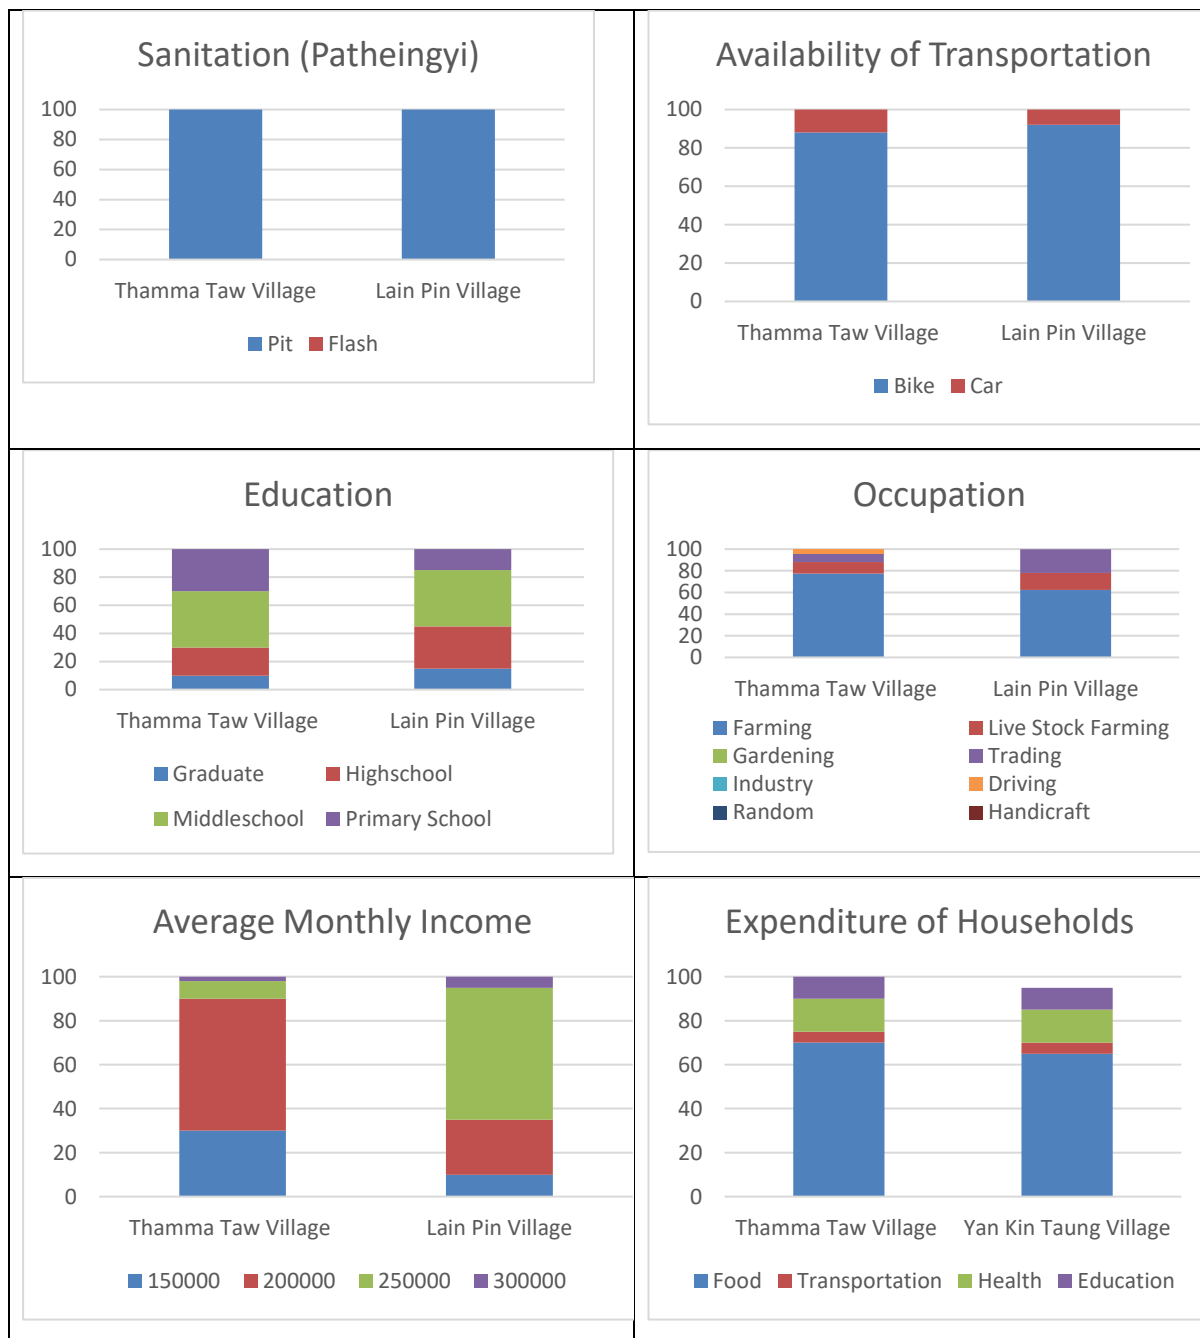 Sanitation (Patheingyi)
100
80
60
40
20
0
Thamma Taw Village Lain Pin Village
Pit Flash
Availability of Transportation
100
80
60
40
20
0
Thamma Taw Village Lain Pin Village
Bike Car
Education
100
80
60
40
20
0
Thamma Taw Village Lain Pin Village
Graduate Highschool
Middleschool Primary School
Occupation
100
80
60
40
20
0
Thamma Taw Village Lain Pin Village
Farming Live Stock Farming
Gardening Trading
Industry Driving
Random Handicraft
Average Monthly Income
100
80
60
40
20
0
Thamma Taw Village Lain Pin Village
150000 200000 250000 300000
Expenditure of Households
100
80
60
40
20
0
Thamma Taw Village Yan Kin Taung Village
Food Transportation Health Education